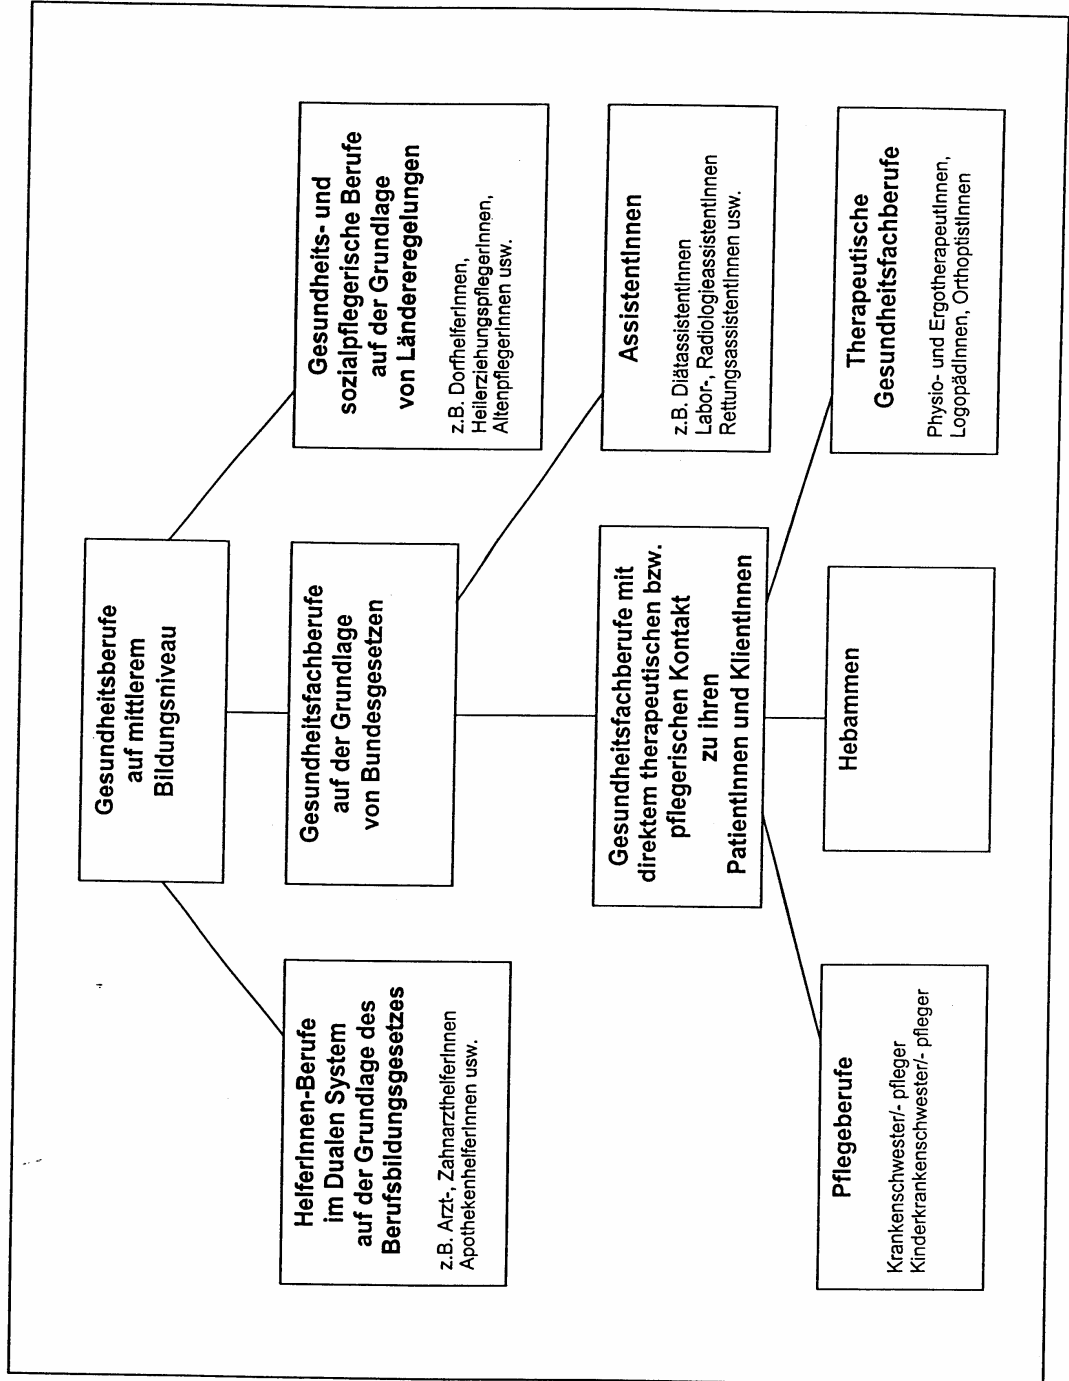 Gesundheitsberufe
auf mittlerem
Bildungsniveau
HelferInnen-Berufe
im Dualen System
auf der Grundlage des
Berufsbildungsgesetzes
z.B. Arzt-, ZahnarzthelferInnen
ApothekenhelferInnen usw.
Gesundheitsfachberufe
auf der Grundlage
von Bundesgesetzen
Gesundheits- und
sozialpflegerische Berufe
auf der Grundlage
von Länderregelungen
z.B. DorfhelferInnen,
HeilerziehungspflegerInnen,
AltenpflegerInnen usw.
Gesundheitsfachberufe mit
direktem therapeutischen bzw.
pflegerischen Kontakt
zu ihren
PatientInnen und KlientInnen
AssistentInnen
z.B. DiätassistentInnen
Labor-, RadiologieassistentInnen
RettungsassistentInnen usw.
Pflegeberufe
Krankenschwester/- pfleger
Kinderkrankenschwester/- pfleger
Hebammen
Therapeutische
Gesundheitsfachberufe
Physio- und ErgotherapeutInnen,
LogopädInnen, OrthoptistInnen